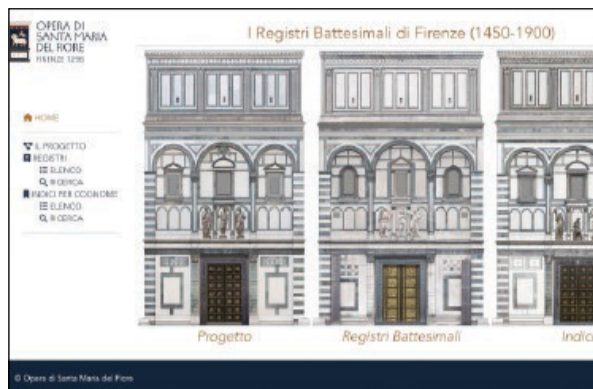 OPERA DI
SANTA MARIA
DEL FIORE
FIRENZE 1296
I Registri Battesimali di Firenze (1450-1900)
HOME
IL PROGETTO
REGISTRI
ELENCO
RICERCA
INDICI PER COGNOME
ELENCO
RICERCA
Progetto
Registri Battesimali
Indici
© Opera di Santa Maria del Fiore